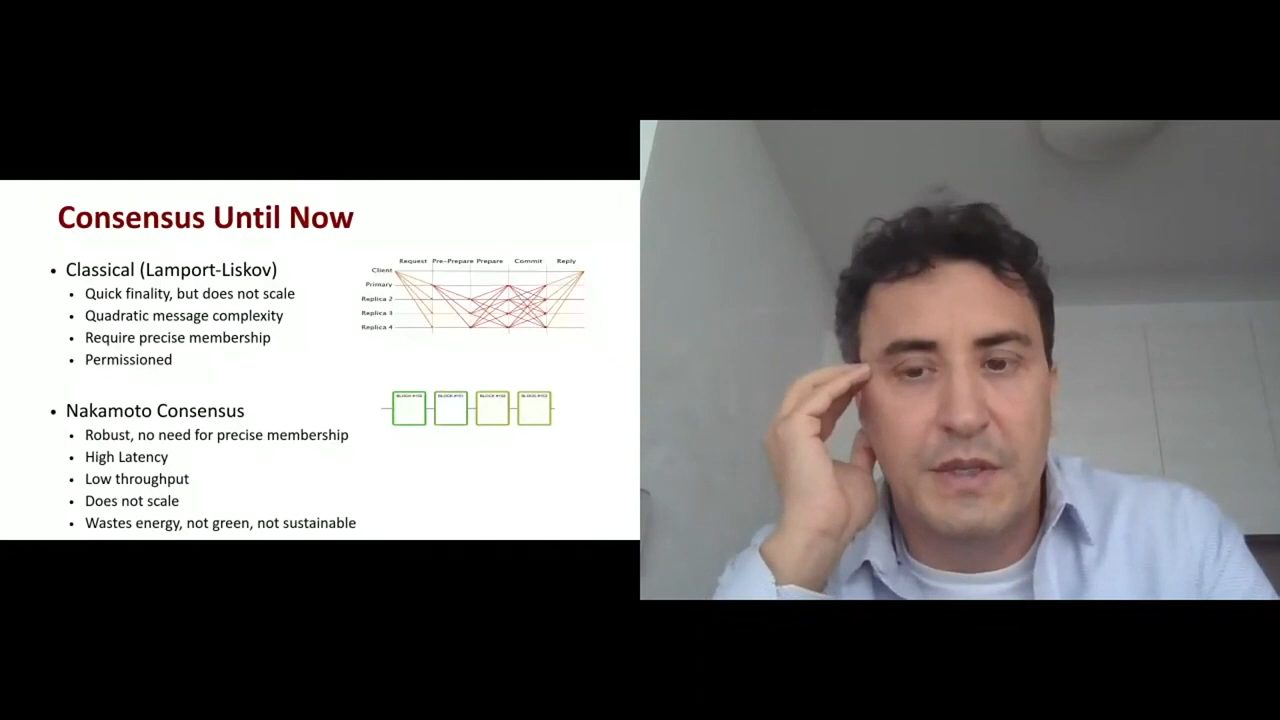 Consensus Until Now
• Classical (Lamport-Liskov)
• Quick finality, but does not scale
• Quadratic message complexity
• Require precise membership
• Permissioned
Request Pre-Prepare Prepare Commit Reply
Client
Primary
Replica 2
Replica 3
Replica 4
• Nakamoto Consensus
• Robust, no need for precise membership
• High Latency
• Low throughput
• Does not scale
• Wastes energy, not green, not sustainable